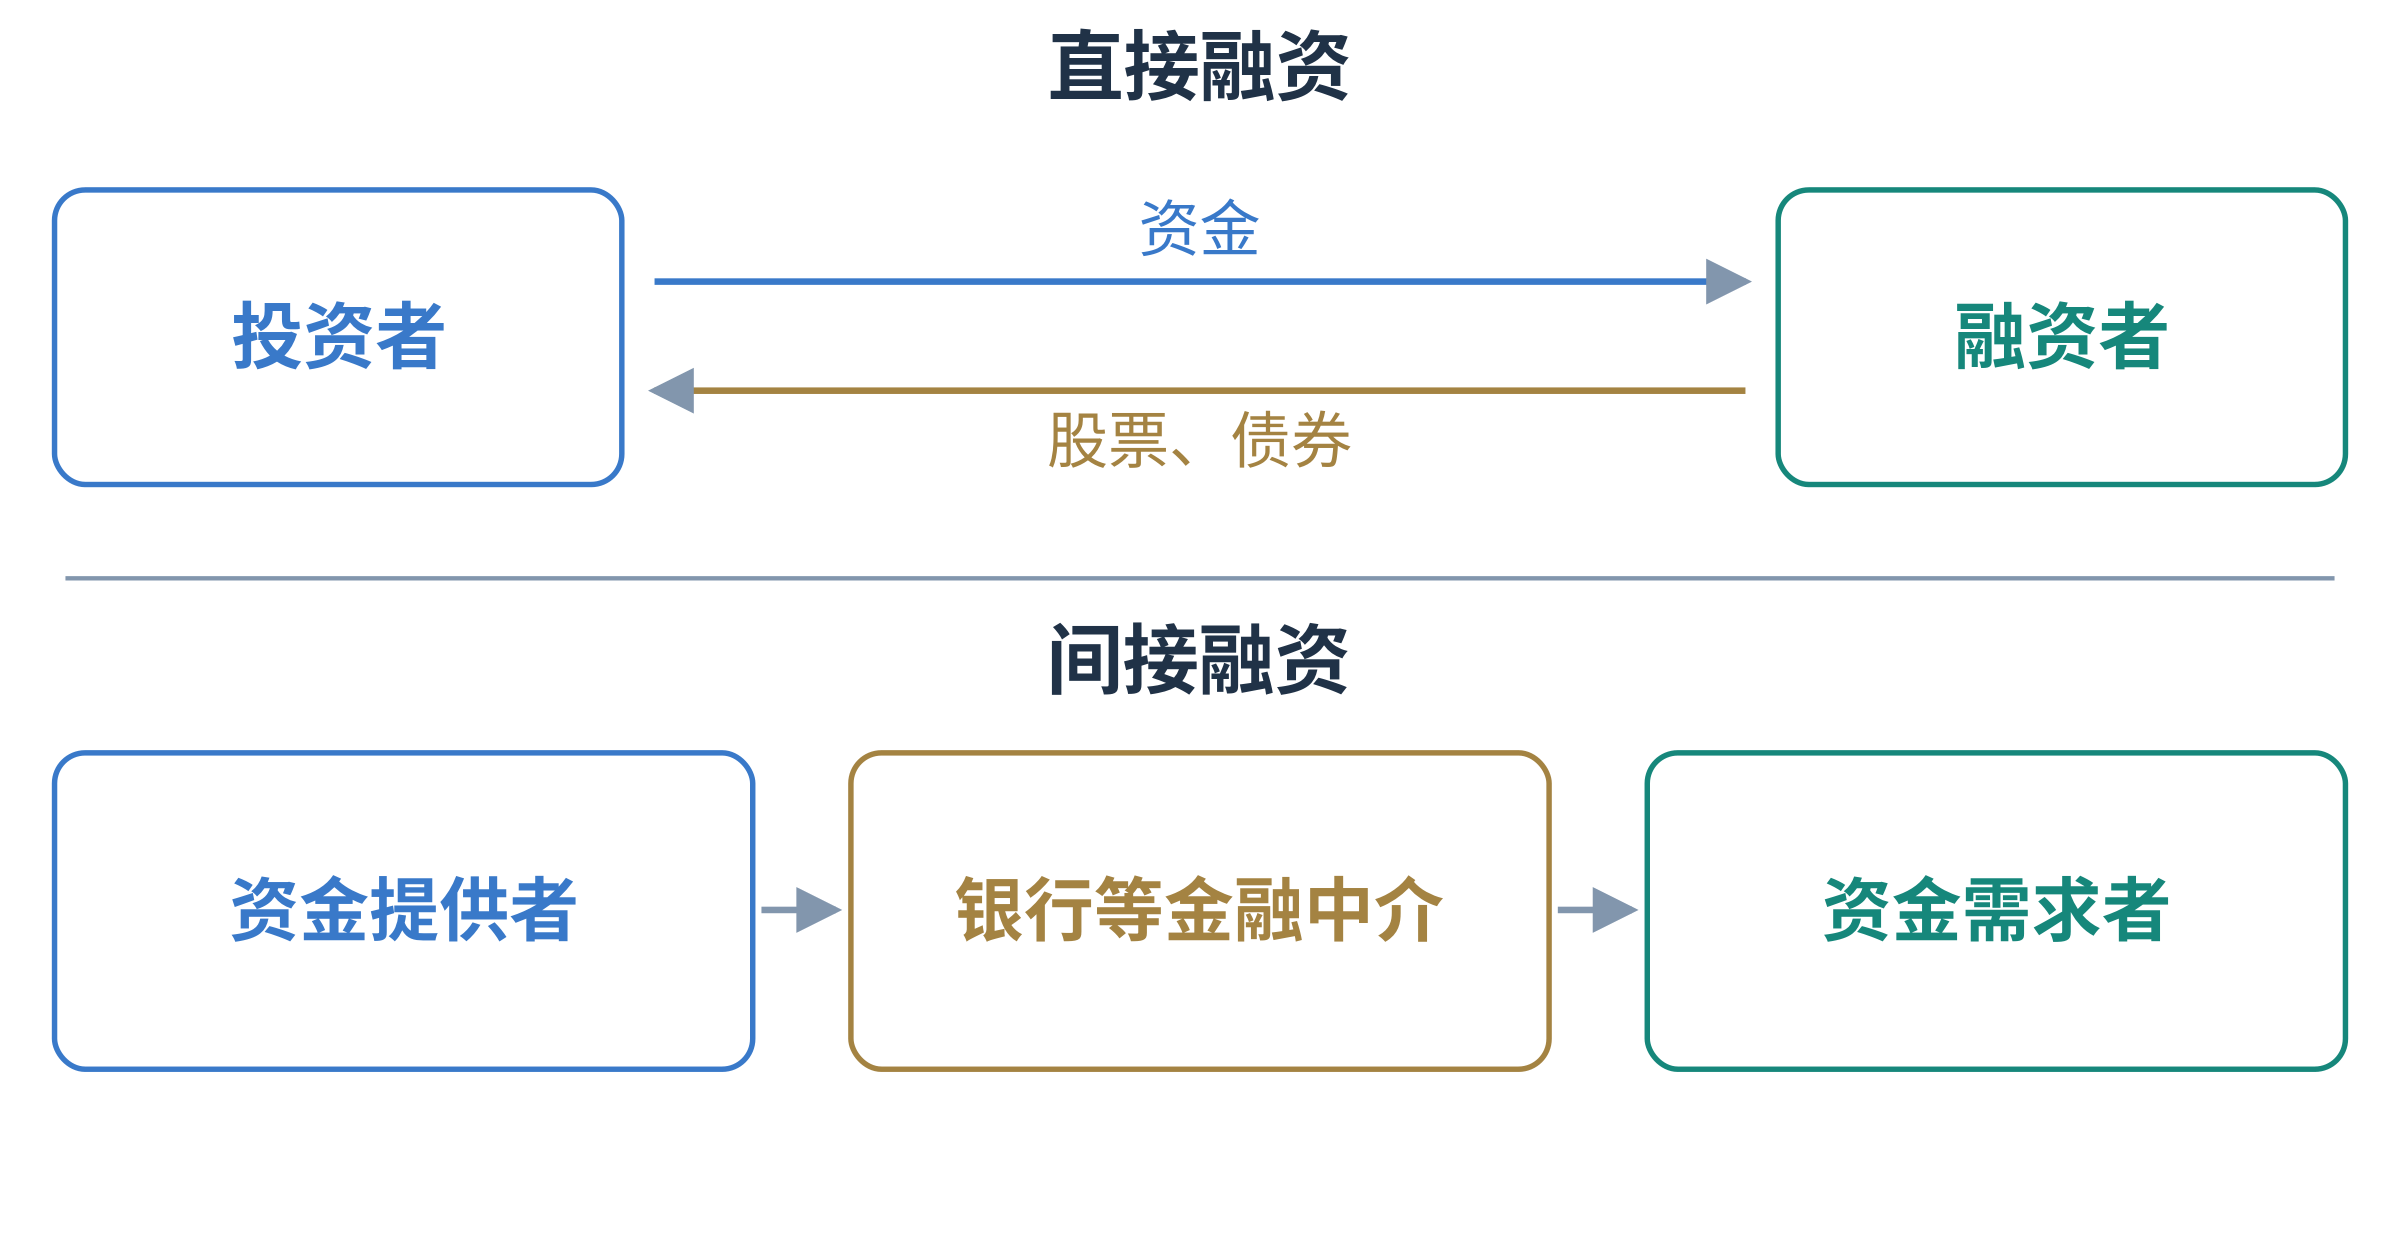 直接融资
资金
投资者
融资者
股票、债券
间接融资
资金提供者
银行等金融中介
资金需求者